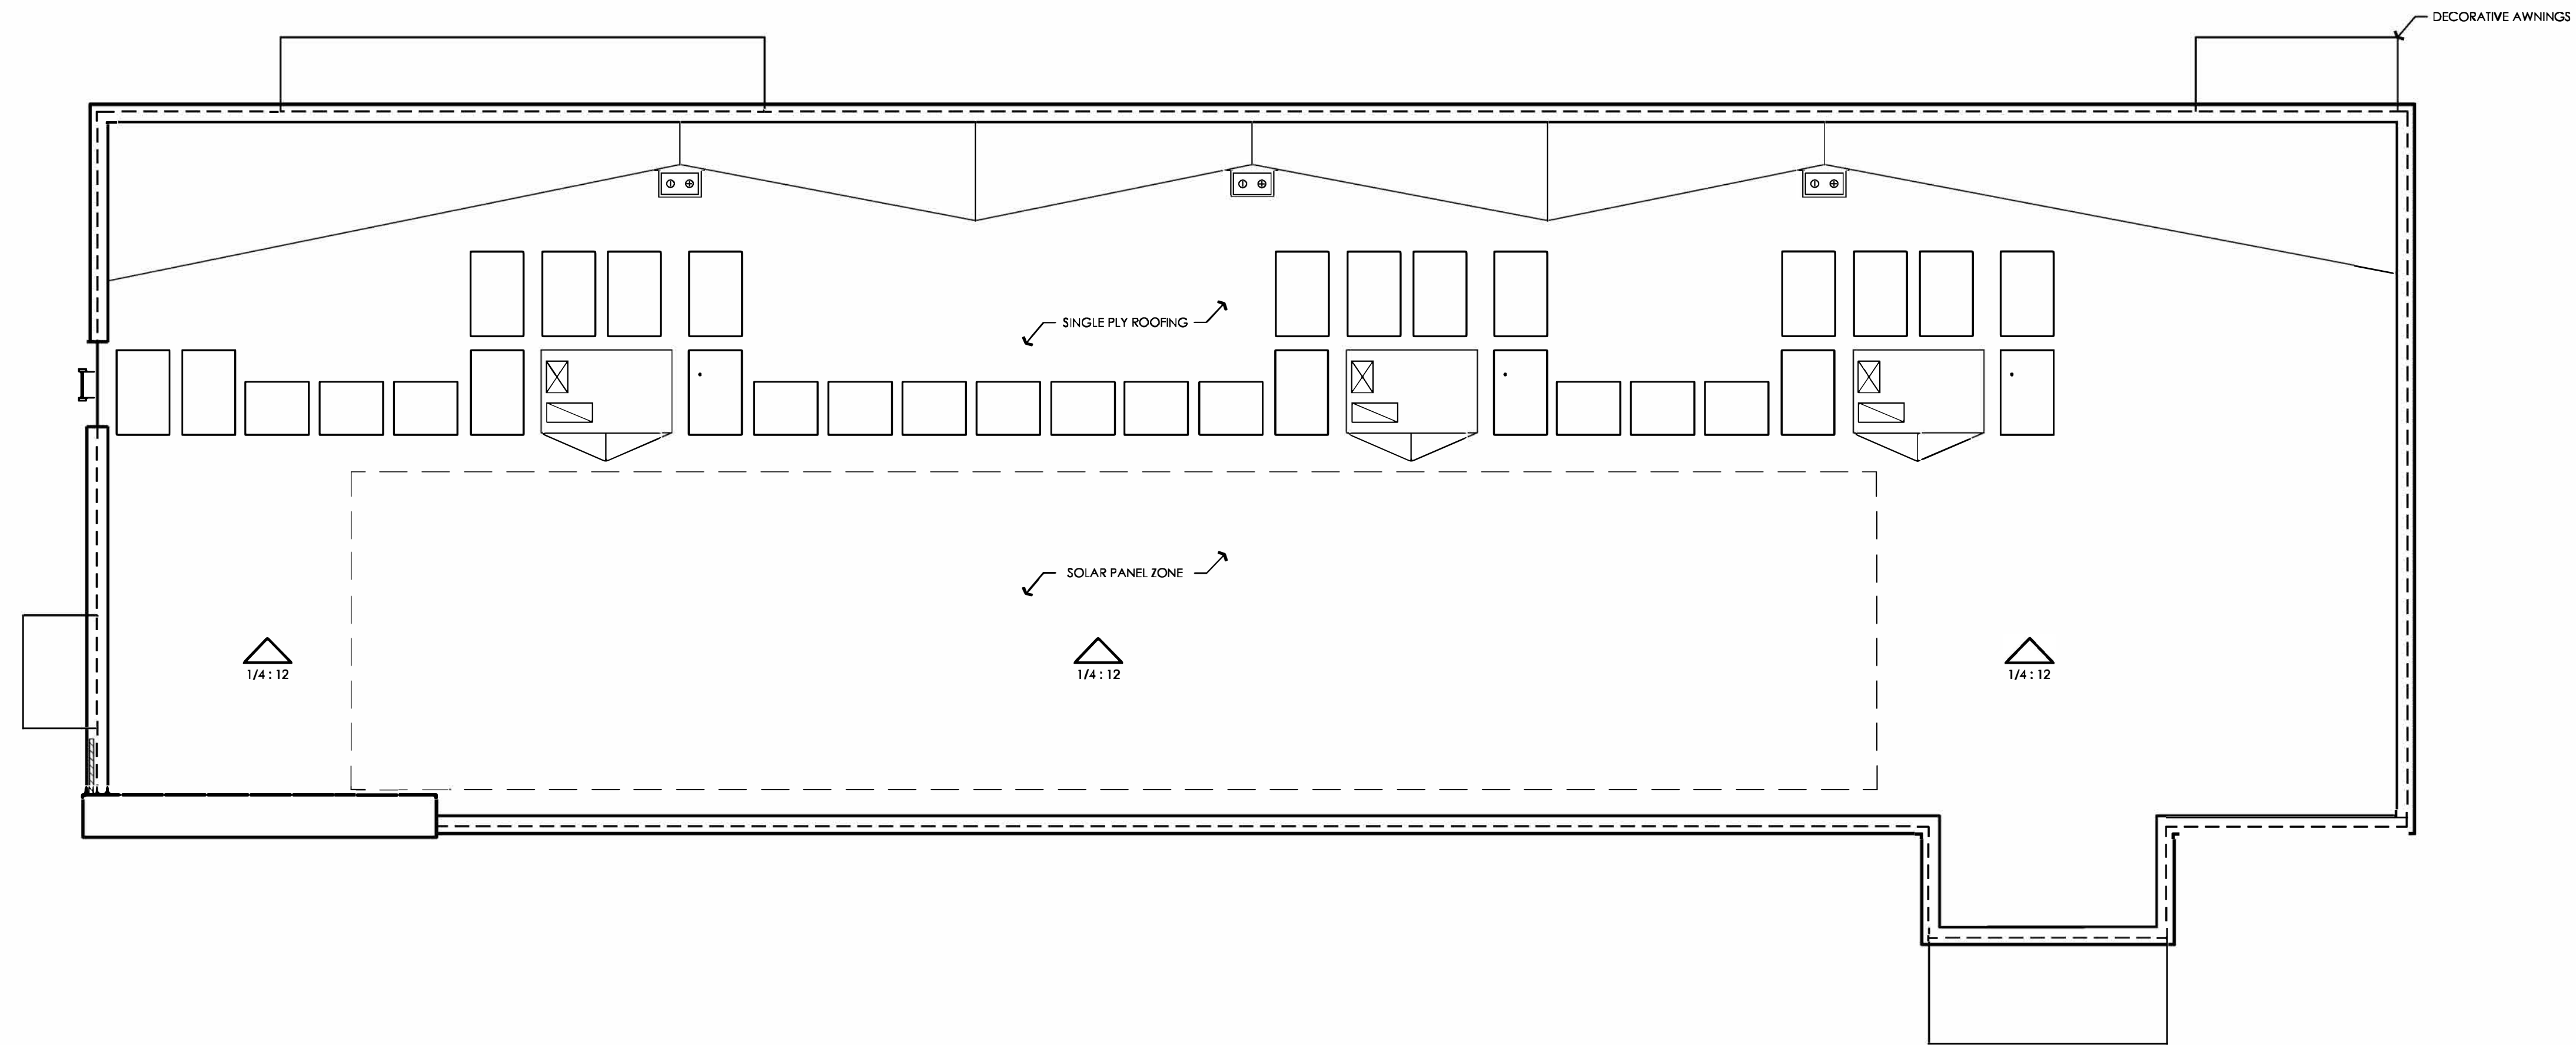 DECORATIVE AWNINGS
SINGLE PLY ROOFING
SOLAR PANEL ZONE
1/4 : 12
1/4 : 12
1/4 : 12